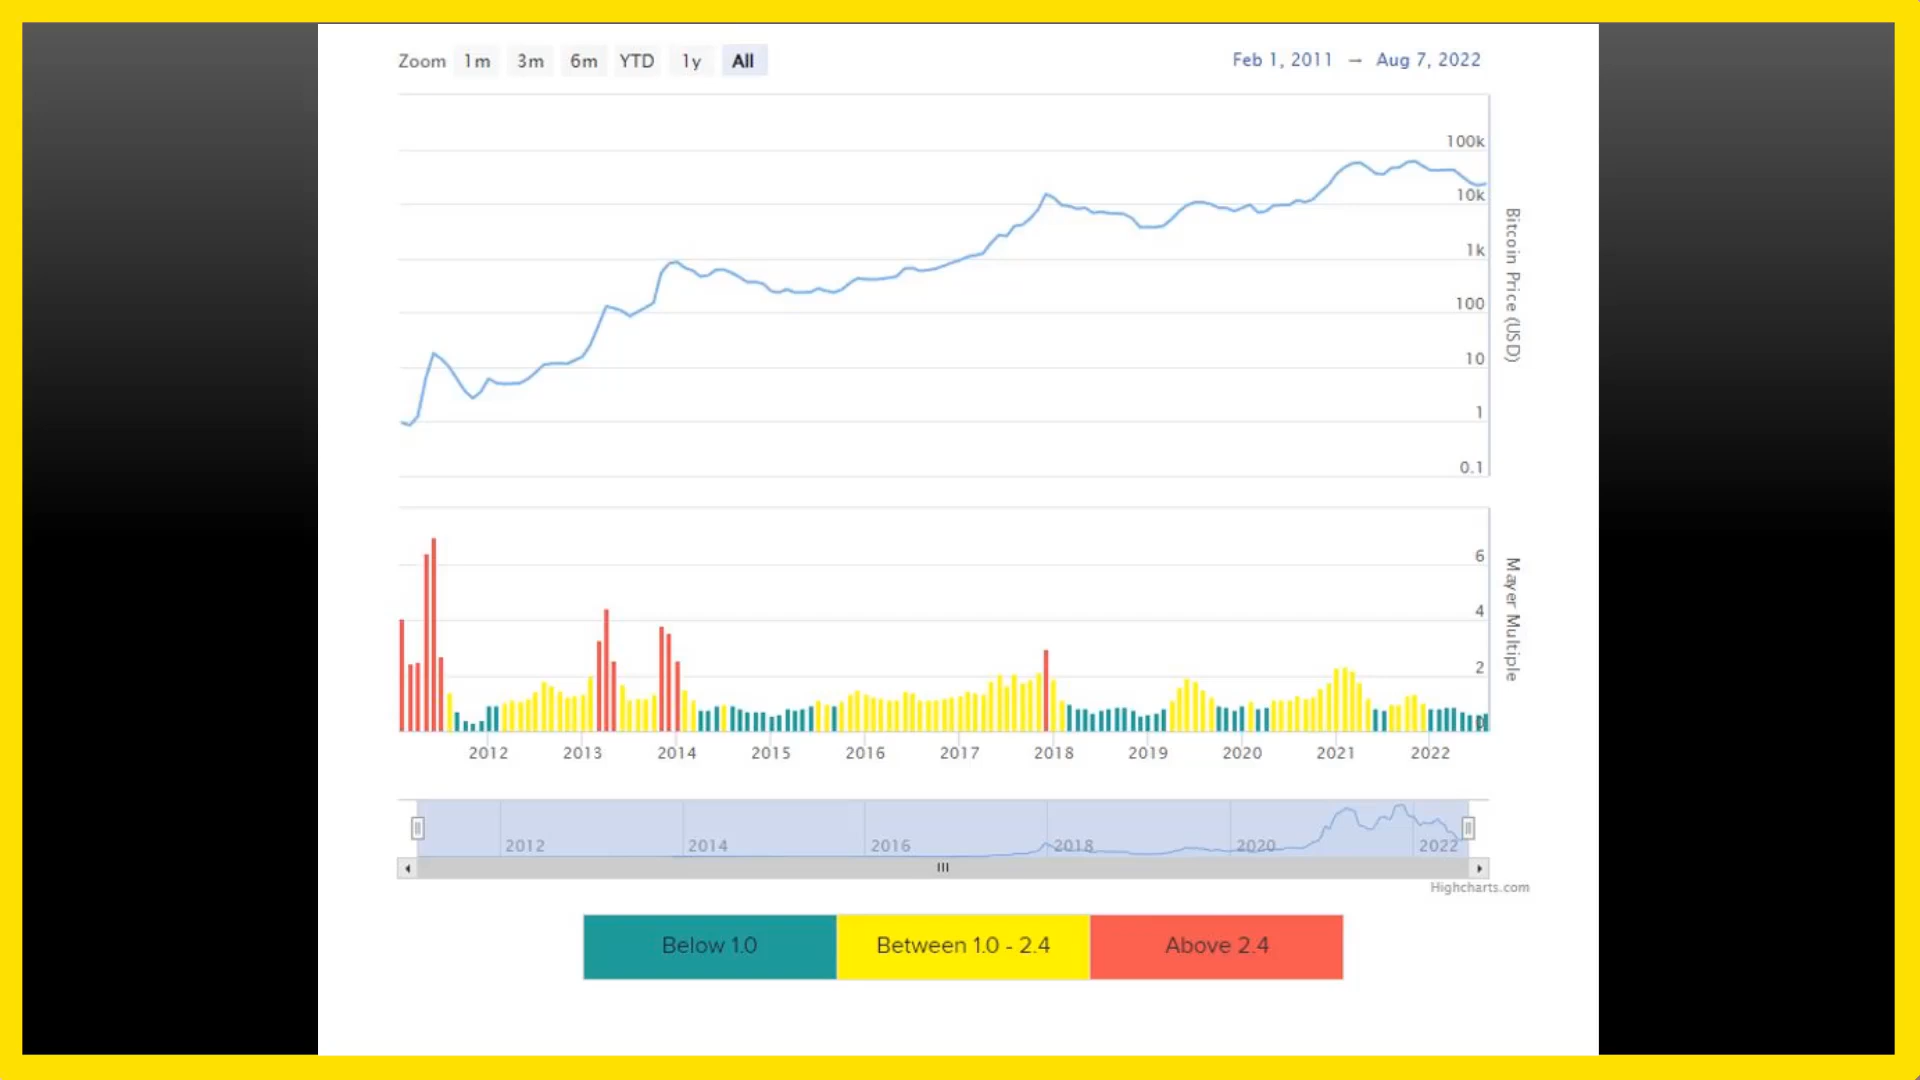 Zoom 1m 3m 6m YTD 1y All
Feb 1, 2011 → Aug 7, 2022
100k
10k
1k
100
10
1
0.1
Bitcoin Price (USD)
6
4
2
0
Mayer Multiple
2012 2013 2014 2015 2016 2017 2018 2019 2020 2021 2022
2012 2014 2016 2018 2020 2022
Highcharts.com
Below 1.0 Between 1.0 - 2.4 Above 2.4